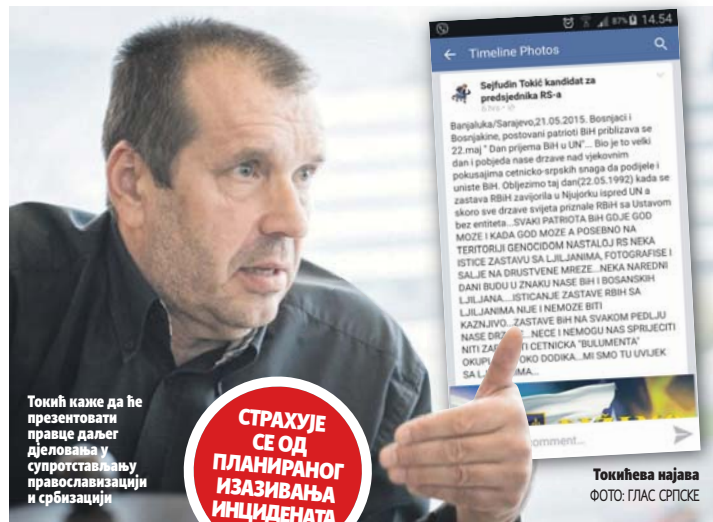 14.54
87%
Timeline Photos
Sejfudin Tokić kandidat za
predsjednika RS-a
Banjaluka/Sarajevo,21.05.2015. Bosnjaci i
Bosnjakine, postovani patrioti BiH priblizava se
22.maj " Dan prijema BiH u UN"... Bio je to velki
dan i pobjeda nase drzave nad vjekovnim
pokusajima cetnicko-srpskih snaga da podijele i
uniste BiH. Obljezimo taj dan(22.05.1992) kada se
zastava RBiH zavijorila u Njujorku ispred UN a
skoro sve drzave svijeta priznale RBiH sa Ustavom
bez entiteta...SVAKI PATRIOTA BiH GDJE GOD
MOZE I KADA GOD MOZE A POSEBNO NA
TERITORIJI GENOCIDOM NASTALOJ RS NEKA
ISTICE ZASTAVU SA LJILJANIMA, FOTOGRAFISE I
SALJE NA DRUSTVENE MREZE...NEKA NAREDNI
DANI BUDU U ZNAKU NASE BiH I BOSANSKIH
LJILJANA....ISTICANJE ZASTAVE RBIH SA
LJILJANIMA NIJE I NEMOZE BITI
KAZNJIVO...ZASTAVE BiH NA SVAKOM PEDLJU
NASE NECE I NEMOGU NAS SPRIJECITI
NITI CETNICKA "BULUMENTA"
OKO DODIKA...MI SMO TU UVIJEK
SA
comment...
Токић каже да ће
презентовати
правце даљег
дјеловања у
супротстављању
православизацији
и србизацији
СТРАХУЈЕ
СЕ ОД
ПЛАНИРАНОГ
ИЗАЗИВАЊА
ИНЦИДЕНАТА
Токићева најава
ФОТО: ГЛАС СРПСКЕ